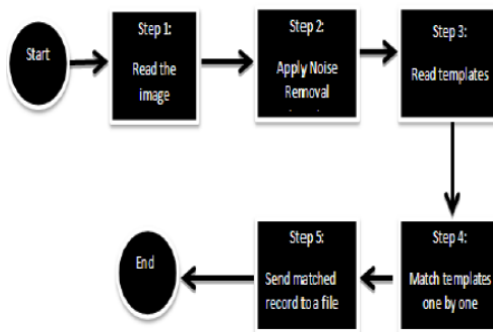 Start
Step 1:
Read the
image
Step 2:
Apply Noise
Removal
Step 3:
Read templates
Step 4:
Match templates
one by one
Step 5:
Send matched
record to a file
End